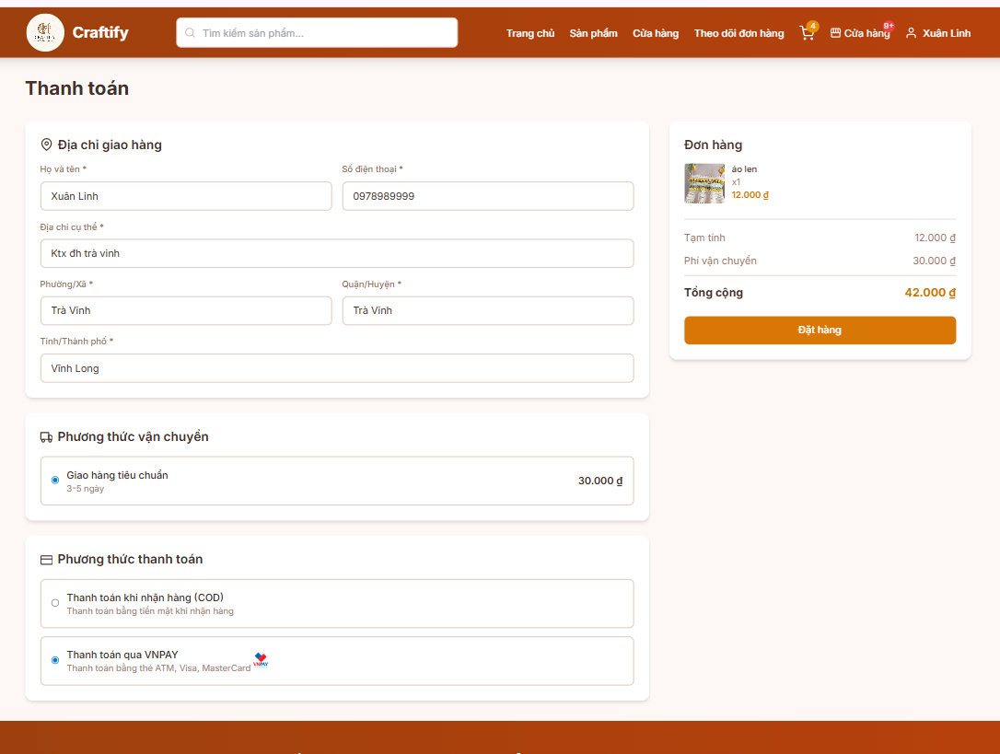 Craftify
Tìm kiếm sản phẩm...
Trang chủ
Sản phẩm
Cửa hàng
Theo dõi đơn hàng
4
Cửa hàng
9+
Xuân Linh
Thanh toán
Địa chỉ giao hàng
Họ và tên *
Số điện thoại *
Xuân Linh
0978989999
Địa chỉ cụ thể *
Ktx đh trà vinh
Phường/Xã *
Quận/Huyện *
Trà Vinh
Trà Vinh
Tỉnh/Thành phố *
Vĩnh Long
Phương thức vận chuyển
Giao hàng tiêu chuẩn
3-5 ngày
30.000 ₫
Phương thức thanh toán
Thanh toán khi nhận hàng (COD)
Thanh toán bằng tiền mặt khi nhận hàng
Thanh toán qua VNPAY
Thanh toán bằng thẻ ATM, Visa, MasterCard
VNPAY
Đơn hàng
áo len
x1
12.000 ₫
Tạm tính
12.000 ₫
Phí vận chuyển
30.000 ₫
Tổng cộng
42.000 ₫
Đặt hàng